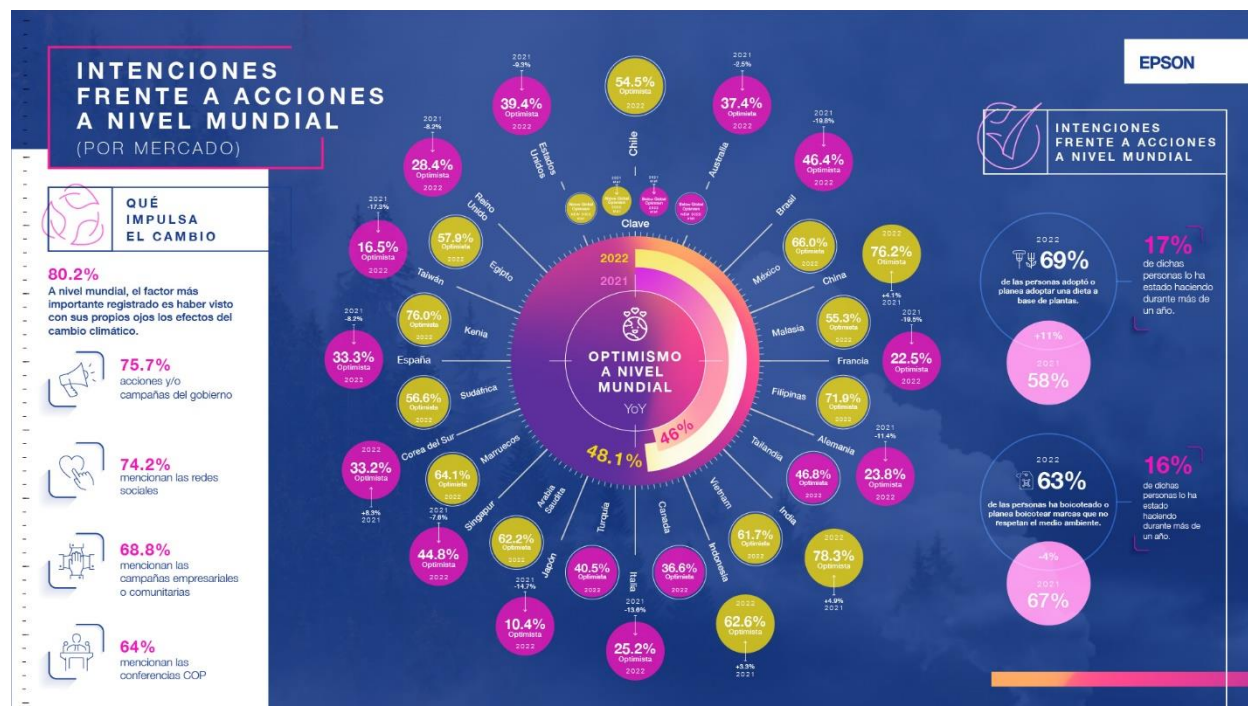 INTENCIONES
FRENTE A ACCIONES
A NIVEL MUNDIAL
(POR MERCADO)
QUÉ
IMPULSA
EL CAMBIO
80.2%
A nivel mundial, el factor más
importante registrado es haber visto
con sus propios ojos los efectos del
cambio climático.
75.7%
acciones y/o
campañas del gobierno
74.2%
mencionan las redes
sociales
68.8%
mencionan las
campañas empresariales
o comunitarias
64%
mencionan las
conferencias COP
Clave
2022
2021
OPTIMISMO
A NIVEL
MUNDIAL
YoY
46%
48.1%
Chile
54.5%
Optimista
2022
Australia
2021
-2.5%
37.4%
Optimista
2022
Brasil
2021
-19.8%
46.4%
Optimista
2022
México
66.0%
Optimista
2022
China
76.2%
Optimista
2022
+4.1%
2021
Malasia
55.3%
Optimista
2022
Francia
2021
22.5%
Optimista
2022
Filipinas
71.9%
Optimista
2022
Alemania
2021
-11.4%
23.8%
Optimista
2022
Tailandia
46.8%
Optimista
2022
India
2022
78.3%
Optimista
+4.9%
2021
Vietnam
61.7%
Optimista
2022
Indonesia
2022
62.6%
Optimista
2021
Canada
36.6%
Optimista
2022
Italia
2021
-13.6%
25.2%
Optimista
2022
Turquía
40.5%
Optimista
2022
Japón
2021
-14.7%
10.4%
Optimista
2022
Arabia
Saudita
62.2%
Optimista
2022
Singapur
2021
-7.6%
44.8%
Optimista
2022
Marruecos
64.1%
Optimista
2022
Corea del Sur
33.2%
Optimista
2022
+8.3%
2021
Sudáfrica
56.6%
Optimista
2022
España
2021
-8.2%
33.3%
Optimista
2022
Kenia
76.0%
Optimista
2022
Taiwán
2021
-17.3%
16.5%
Optimista
2022
Egipto
57.9%
Optimista
2022
Reino
Unido
2021
-8.2%
28.4%
Optimista
2022
Estados
Unidos
2021
-9.3%
39.4%
Optimista
2022
EPSON
INTENCIONES
FRENTE A ACCIONES
A NIVEL MUNDIAL
2022
69%
de las personas adoptó o
planea adoptar una dieta a
base de plantas.
+11%
2021
58%
17%
de dichas
personas lo ha
estado haciendo
durante más de
un año.
2022
63%
de las personas ha boicoteado o
planea boicotear marcas que no
respetan el medio ambiente.
-4%
2021
67%
16%
de dichas
personas lo ha
estado
haciendo
durante más de
un año.